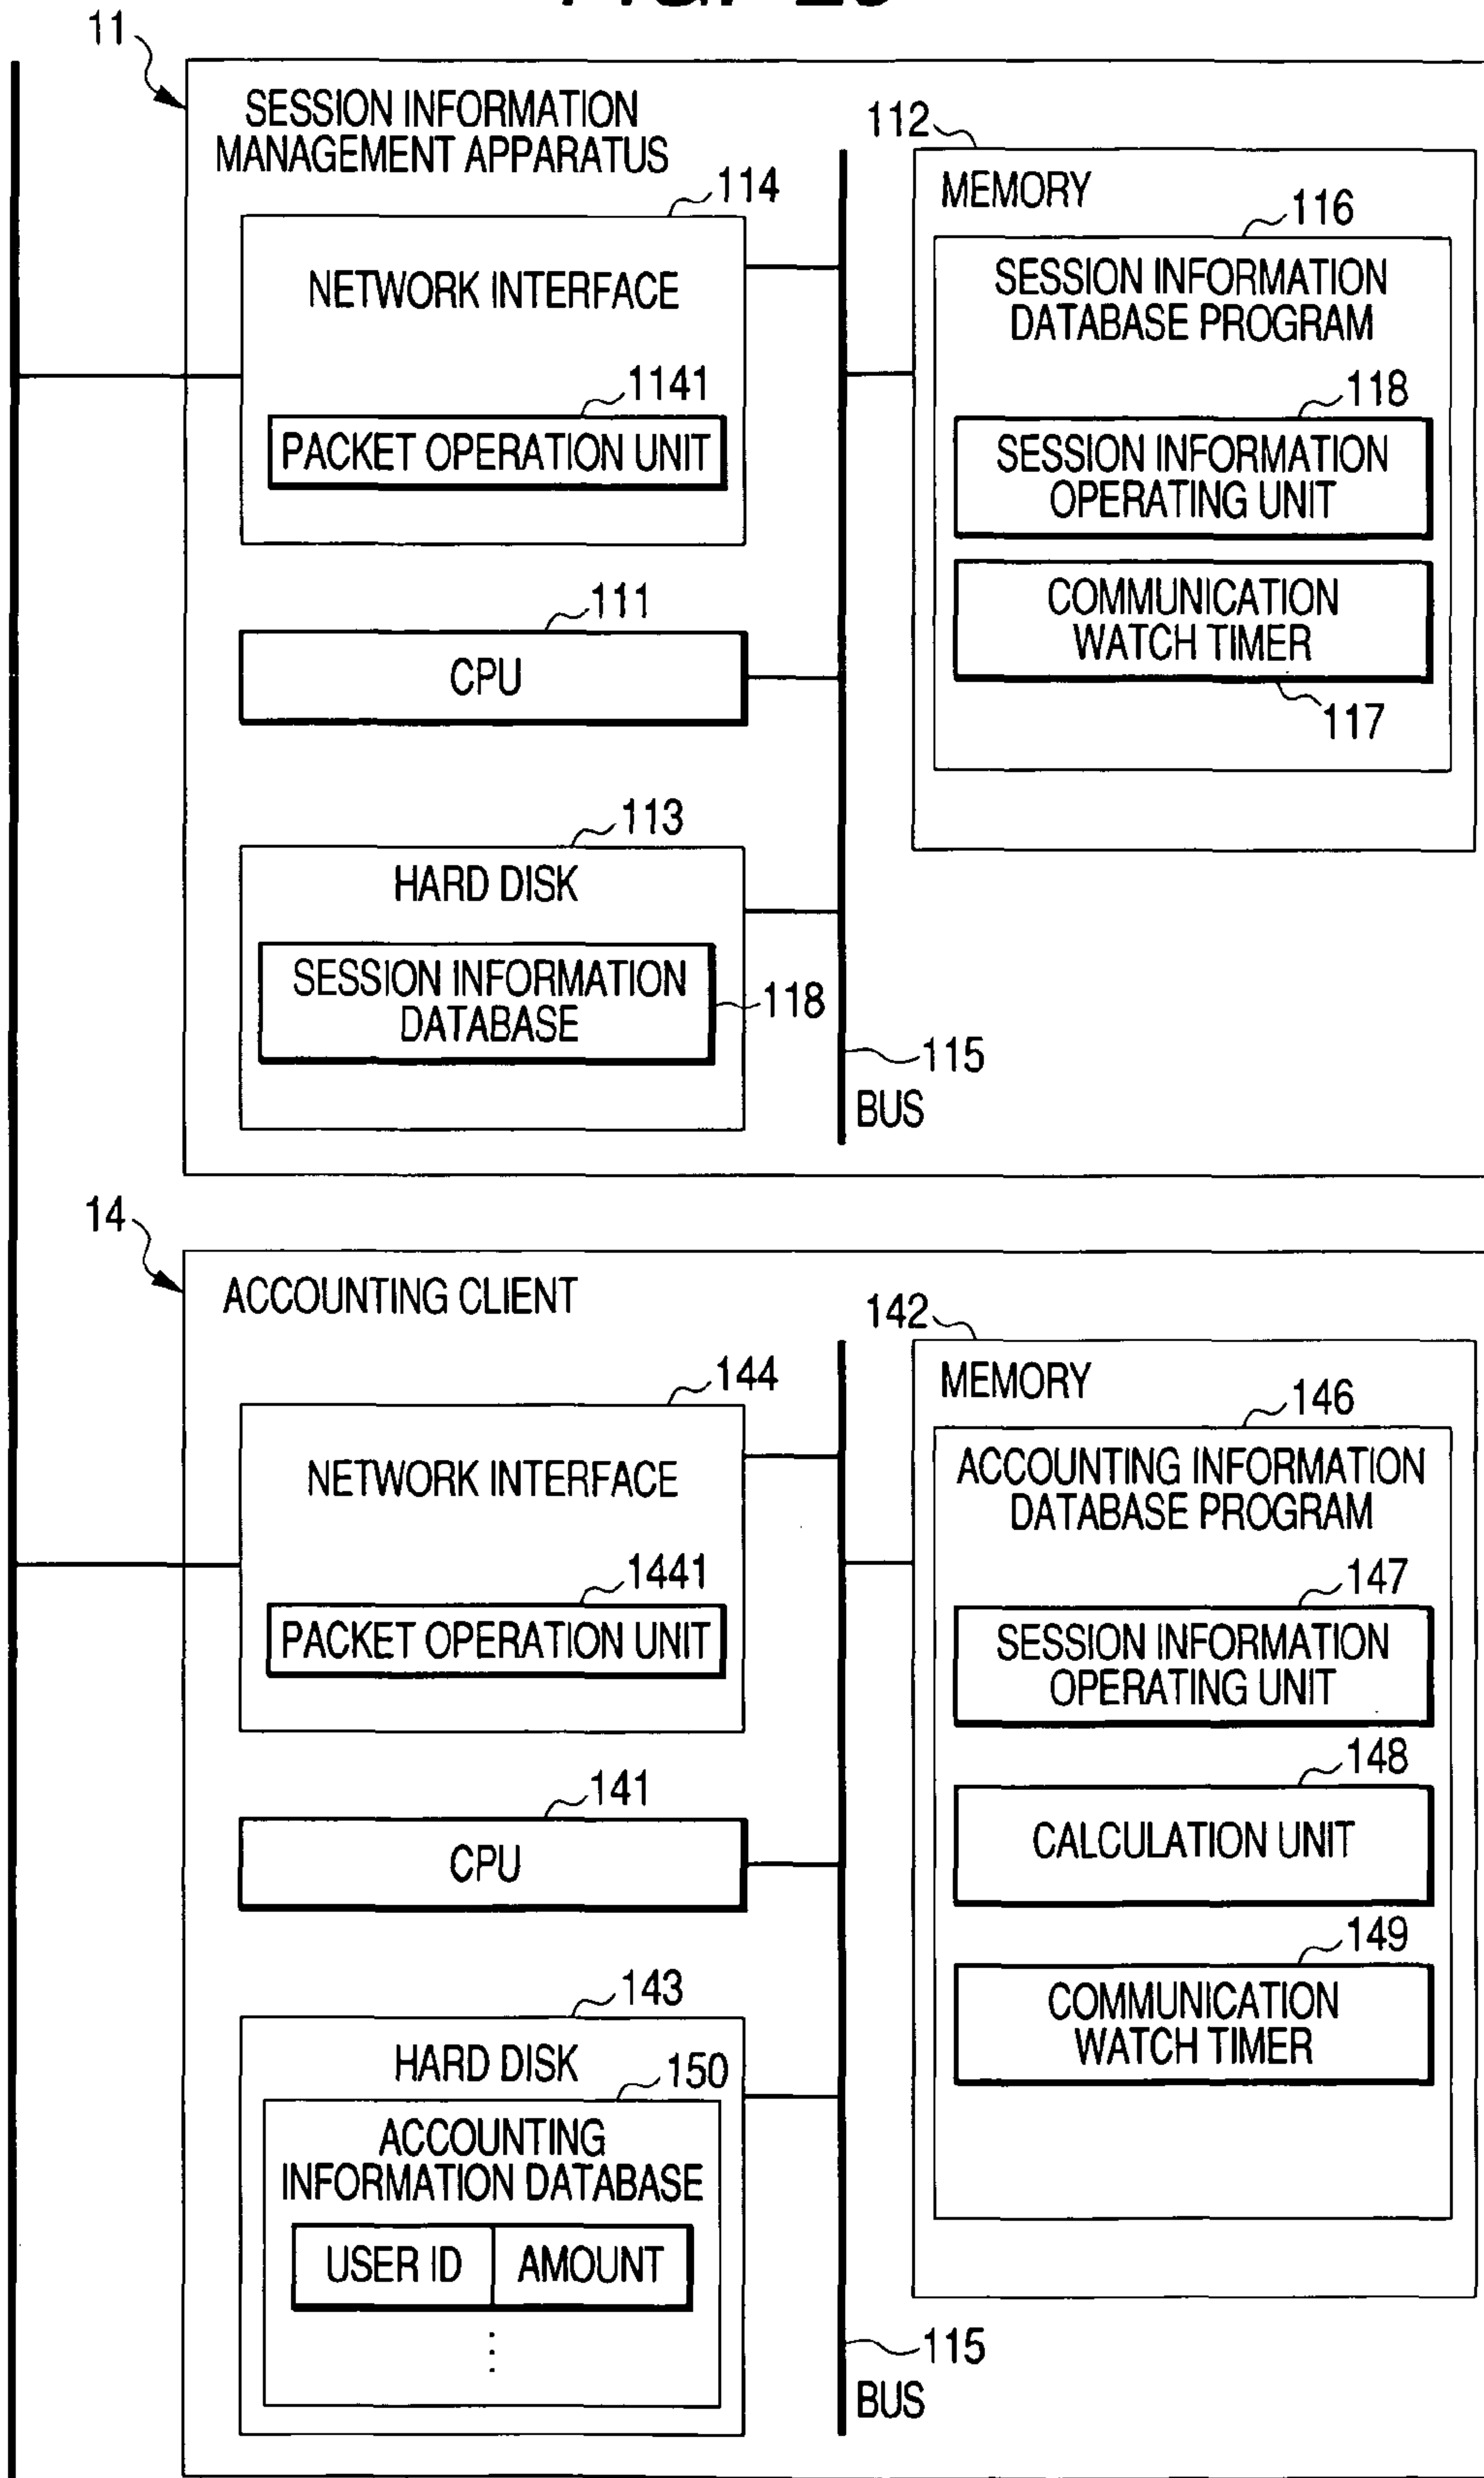 11
SESSION INFORMATION
MANAGEMENT APPARATUS
114
NETWORK INTERFACE
1141
PACKET OPERATION UNIT
111
CPU
113
HARD DISK
SESSION INFORMATION
DATABASE
118
115
BUS
112
MEMORY
116
SESSION INFORMATION
DATABASE PROGRAM
118
SESSION INFORMATION
OPERATING UNIT
COMMUNICATION
WATCH TIMER
117
14
ACCOUNTING CLIENT
144
NETWORK INTERFACE
1441
PACKET OPERATION UNIT
141
CPU
143
HARD DISK
150
ACCOUNTING
INFORMATION DATABASE
USER ID AMOUNT
115
BUS
142
MEMORY
146
ACCOUNTING INFORMATION
DATABASE PROGRAM
147
SESSION INFORMATION
OPERATING UNIT
148
CALCULATION UNIT
149
COMMUNICATION
WATCH TIMER